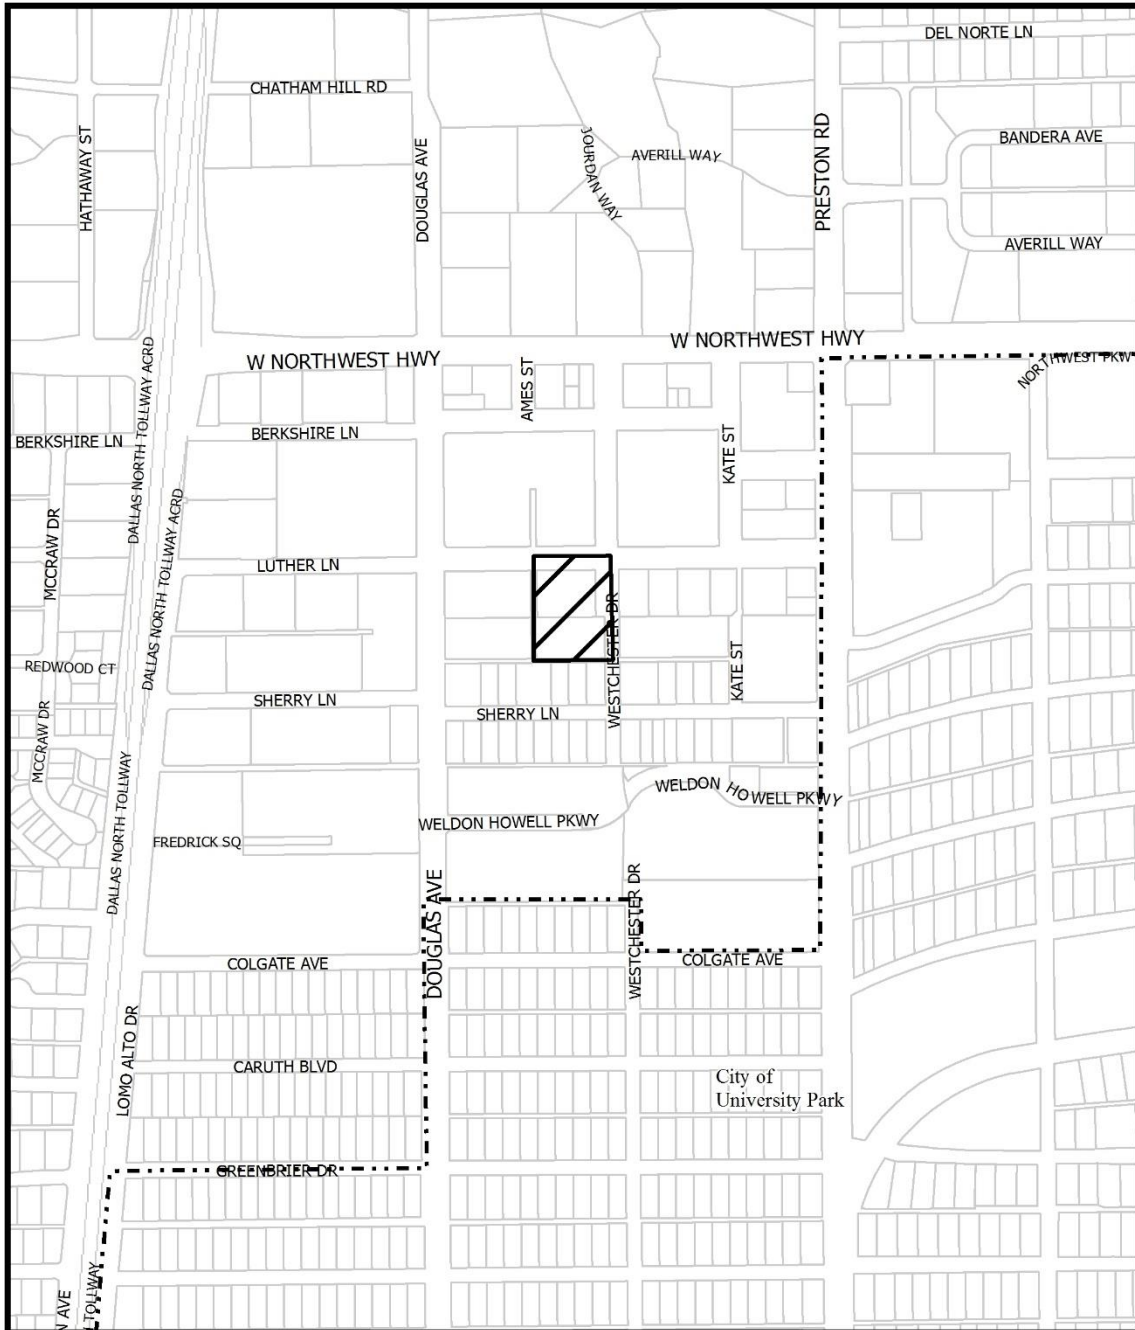 DEL NORTE LN
CHATHAM HILL RD
HATHAWAY ST
DOUGLAS AVE
JOURDAN WAY
AVERILL WAY
PRESTON RD
BANDERA AVE
AVERILL WAY
W NORTHWEST HWY
W NORTHWEST HWY
NORTHWEST PKW
AMES ST
DALLAS NORTH TOLLWAY ACRD
BERKSHIRE LN
BERKSHIRE LN
KATE ST
MCCRAW DR
DALLAS NORTH TOLLWAY ACRD
LUTHER LN
WESTCHESTER DR
KATE ST
REDWOOD CT
SHERRY LN
SHERRY LN
MCCRAW DR
DALLAS NORTH TOLLWAY
WELDON HOWELL PKWY
WELDON HOWELL PKWY
FREDRICK SQ
DOUGLAS AVE
WESTCHESTER DR
COLGATE AVE
COLGATE AVE
LOMO ALTO DR
CARUTH BLVD
City of
University Park
GREENBRIER DR
TOLLWAY
N AVE